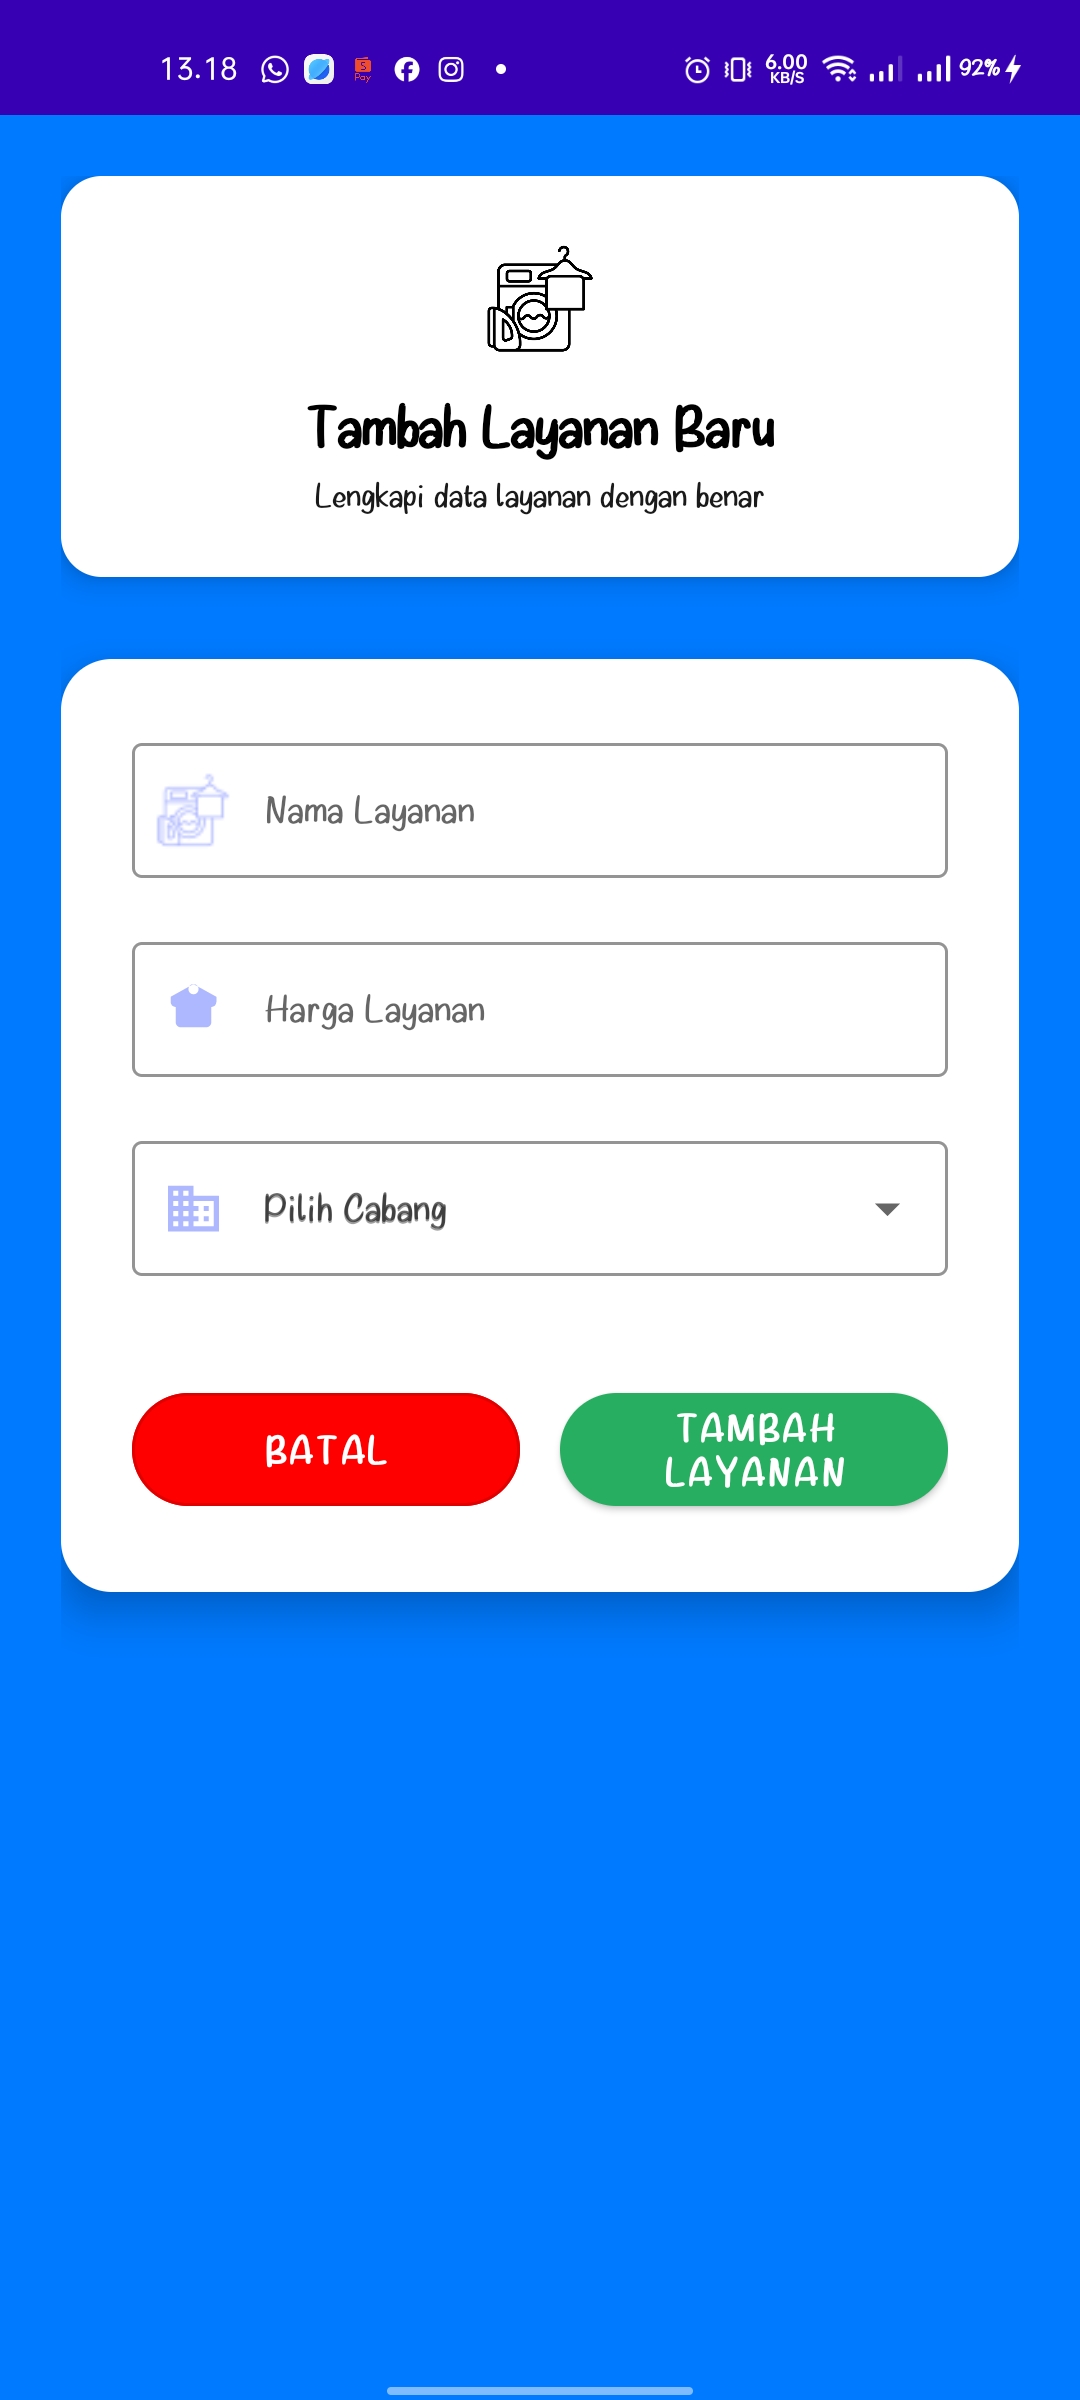 13.18
S
Pay
6.00
KB/S
92%
Tambah Layanan Baru
Lengkapi data layanan dengan benar
Nama Layanan
Harga Layanan
Pilih Cabang
BATAL
TAMBAH
LAYANAN